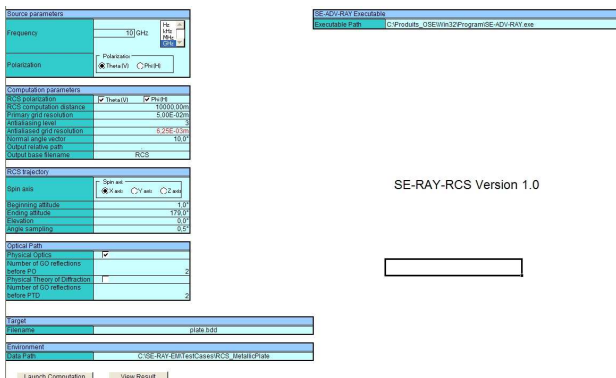 Source parameters
Frequency
10 GHz
Hz
kHz
MHz
GHz
Polarization
Polarization
Theta (V) Phi (H)
Computation parameters
RCS polarization Theta (V) Phi (H)
RCS computation distance 10000,00m
Primary grid resolution 5,00E-02m
Antialiasing level 3
Antialiased grid resolution 6,25E-03m
Normal angle vector 10,0°
Output relative path
Output base filename RCS
RCS trajectory
Spin axis
Spin axe
X axis Y axis Z axis
Beginning attitude 1,0°
Ending attitude 179,0°
Elevation 0,0°
Angle sampling 0,5°
Optical Path
Physical Optics
Number of GO reflections
before PO 2
Physical Theory of Diffraction
Number of GO reflections
before PTD 2
Target
Filename plate.bdd
Environment
Data Path C:\SE-RAY-EM\TestCases\RCS_MetallicPlate
Launch Computation View Result
SE-ADV-RAY Executable
Executable Path C:\Produits_OSE\Win32\Program\SE-ADV-RAY.exe
SE-RAY-RCS Version 1.0